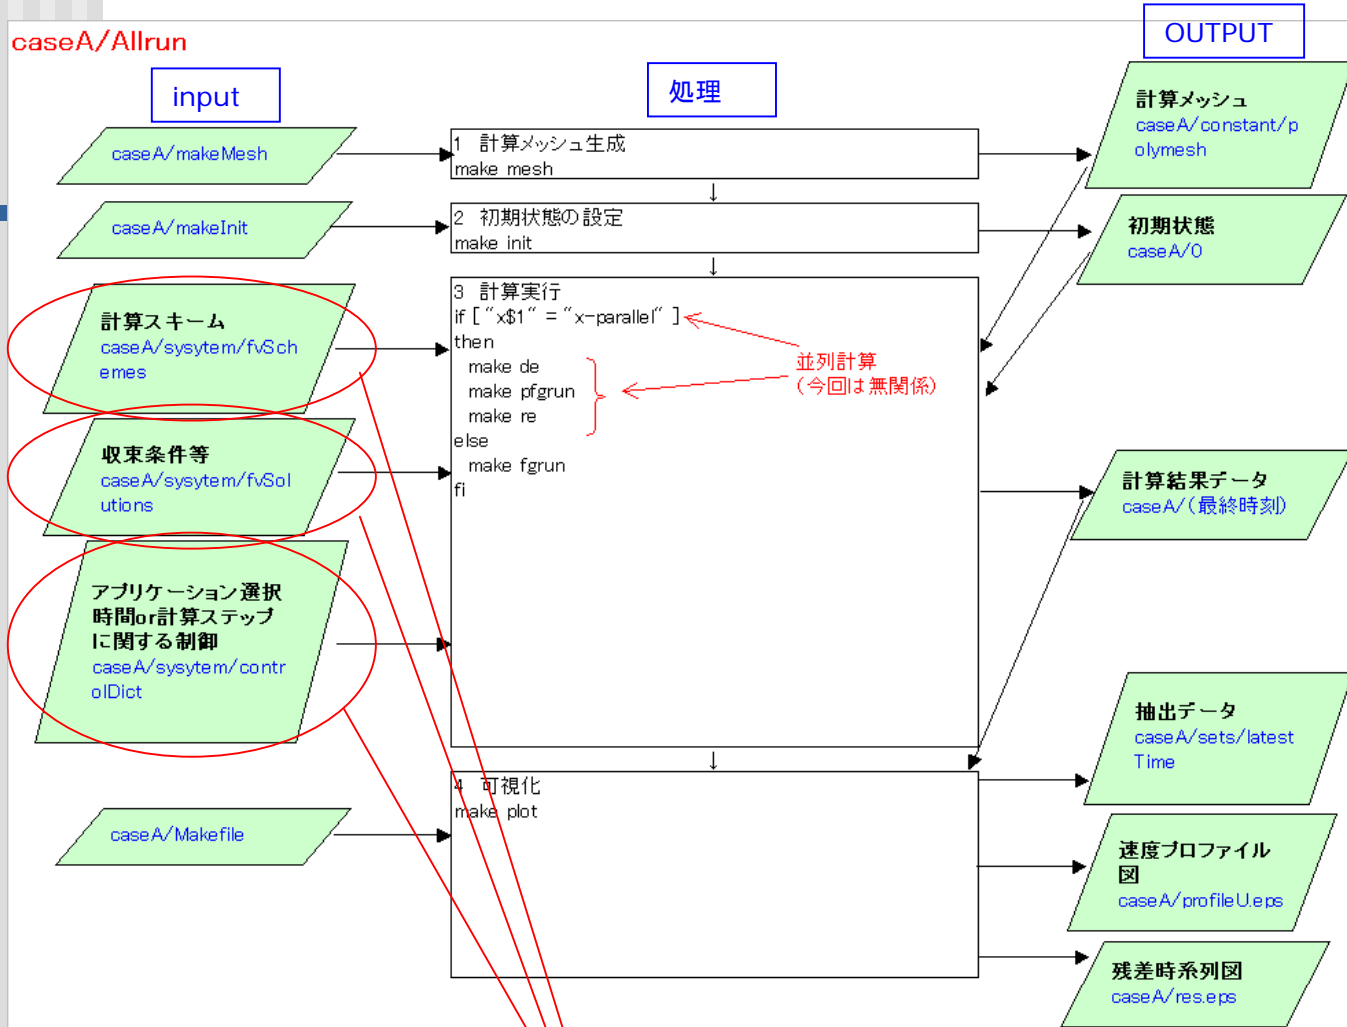 caseA/Allrun
input
処理
OUTPUT
caseA/makeMesh
1 計算メッシュ生成
make mesh
計算メッシュ
caseA/constant/p
olymesh
↓
caseA/makeInit
2 初期状態の設定
make init
初期状態
caseA/0
↓
計算スキーム
caseA/sysytem/fvSch
emes
収束条件等
caseA/sysytem/fvSol
utions
アプリケーション選択
時間or計算ステップ
に関する制御
caseA/sysytem/contr
olDict
3 計算実行
if [ "x$1" = "x-parallel" ]
then
make de
make pfgrun
make re
else
make fgrun
fi
並列計算
(今回は無関係)
計算結果データ
caseA/(最終時刻)
↓
caseA/Makefile
4 可視化
make plot
抽出データ
caseA/sets/latest
Time
速度プロファイル
図
caseA/profileU.eps
残差時系列図
caseA/res.eps